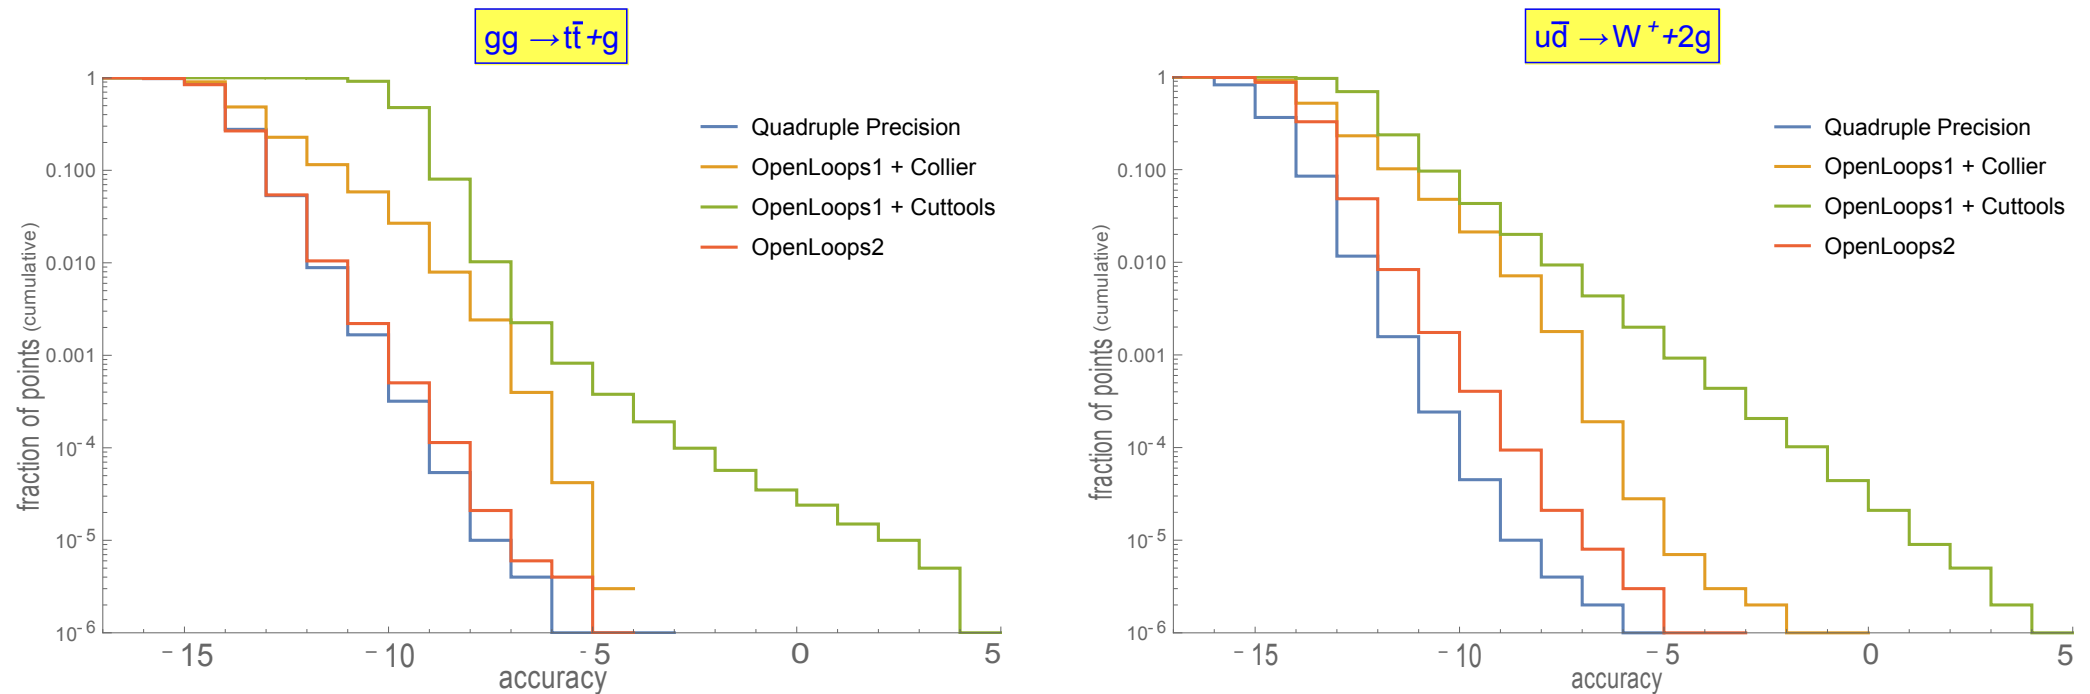 gg → tt̅ +g
1
0.100
0.010
0.001
10⁻⁴
10⁻⁵
10⁻⁶
fraction of points (cumulative)
Quadruple Precision
OpenLoops1 + Collier
OpenLoops1 + Cuttools
OpenLoops2
-15
-10
-5
0
5
accuracy
ud̅ → W⁺ +2g
1
0.100
0.010
0.001
10⁻⁴
10⁻⁵
10⁻⁶
fraction of points (cumulative)
Quadruple Precision
OpenLoops1 + Collier
OpenLoops1 + Cuttools
OpenLoops2
-15
-10
-5
0
5
accuracy